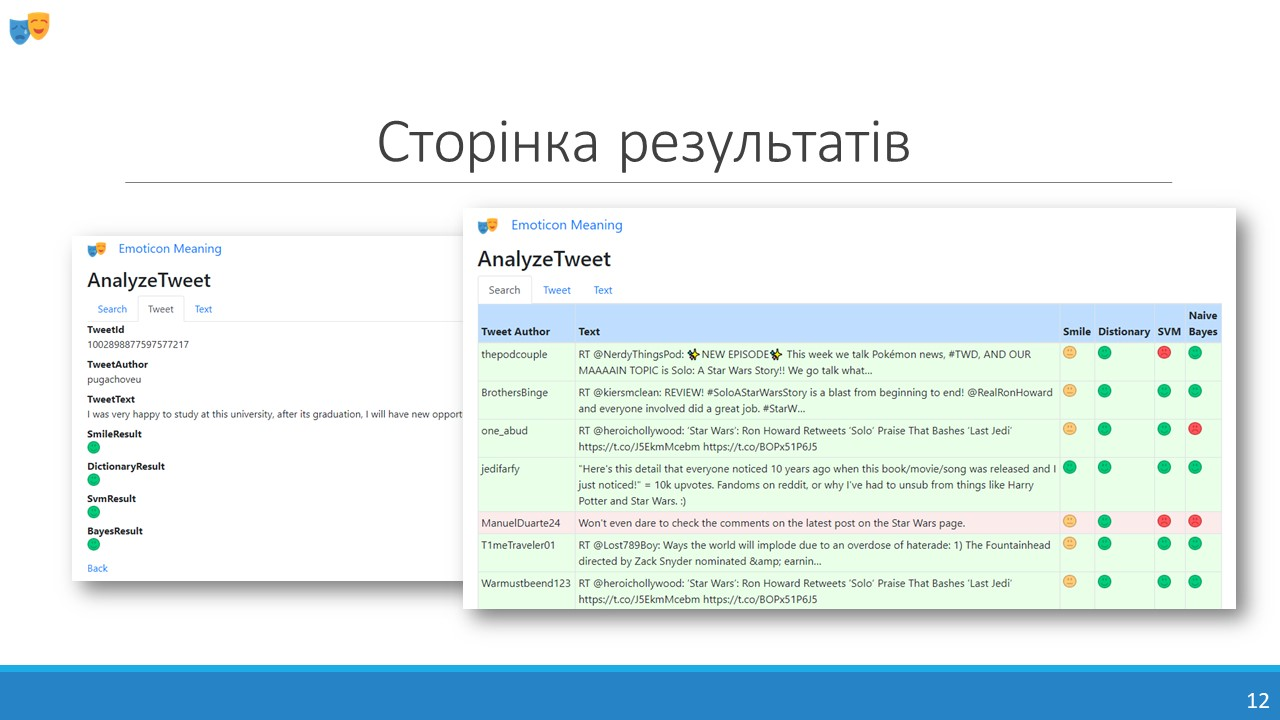 Сторінка результатів
Emoticon Meaning
AnalyzeTweet
Search Tweet Text
TweetId
1002898877597577217
TweetAuthor
pugachoveu
TweetText
I was very happy to study at this university, after its graduation, I will have new opport
SmileResult
DictionaryResult
SvmResult
BayesResult
Back
Emoticon Meaning
AnalyzeTweet
Search Tweet Text
Tweet Author Text Smile Distionary SVM Naive
Bayes
thepodcouple RT @NerdyThingsPod: ✨NEW EPISODE✨ This week we talk Pokémon news, #TWD, AND OUR
MAAAAIN TOPIC is Solo: A Star Wars Story!! We go talk what...
BrothersBinge RT @kiersmclean: REVIEW! #SoloAStarWarsStory is a blast from beginning to end! @RealRonHoward
and everyone involved did a great job. #StarW...
one_abud RT @heroichollywood: 'Star Wars': Ron Howard Retweets 'Solo' Praise That Bashes 'Last Jedi'
https://t.co/J5EkmMcebm https://t.co/BOPx51P6J5
jedifarfy "Here's this detail that everyone noticed 10 years ago when this book/movie/song was released and I
just noticed!" = 10k upvotes. Fandoms on reddit, or why I've had to unsub from things like Harry
Potter and Star Wars. :)
ManuelDuarte24 Won't even dare to check the comments on the latest post on the Star Wars page.
T1meTraveler01 RT @Lost789Boy: Ways the world will implode due to an overdose of haterade: 1) The Fountainhead
directed by Zack Snyder nominated &amp; earnin...
Warmustbeend123 RT @heroichollywood: 'Star Wars': Ron Howard Retweets 'Solo' Praise That Bashes 'Last Jedi'
https://t.co/J5EkmMcebm https://t.co/BOPx51P6J5
12